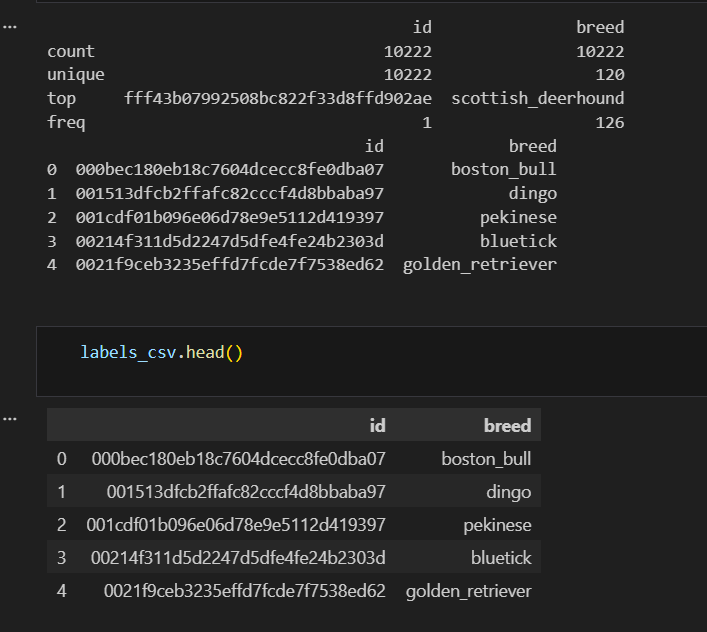 ...
id breed
count 10222 10222
unique 10222 120
top fff43b07992508bc822f33d8ffd902ae scottish_deerhound
freq 1 126
id breed
0 000bec180eb18c7604dcecc8fe0dba07 boston_bull
1 001513dfcb2ffafc82cccf4d8bbaba97 dingo
2 001cdf01b096e06d78e9e5112d419397 pekinese
3 00214f311d5d2247d5dfe4fe24b2303d bluetick
4 0021f9ceb3235effd7fcde7f7538ed62 golden_retriever
labels_csv.head()
...
id breed
0 000bec180eb18c7604dcecc8fe0dba07 boston_bull
1 001513dfcb2ffafc82cccf4d8bbaba97 dingo
2 001cdf01b096e06d78e9e5112d419397 pekinese
3 00214f311d5d2247d5dfe4fe24b2303d bluetick
4 0021f9ceb3235effd7fcde7f7538ed62 golden_retriever